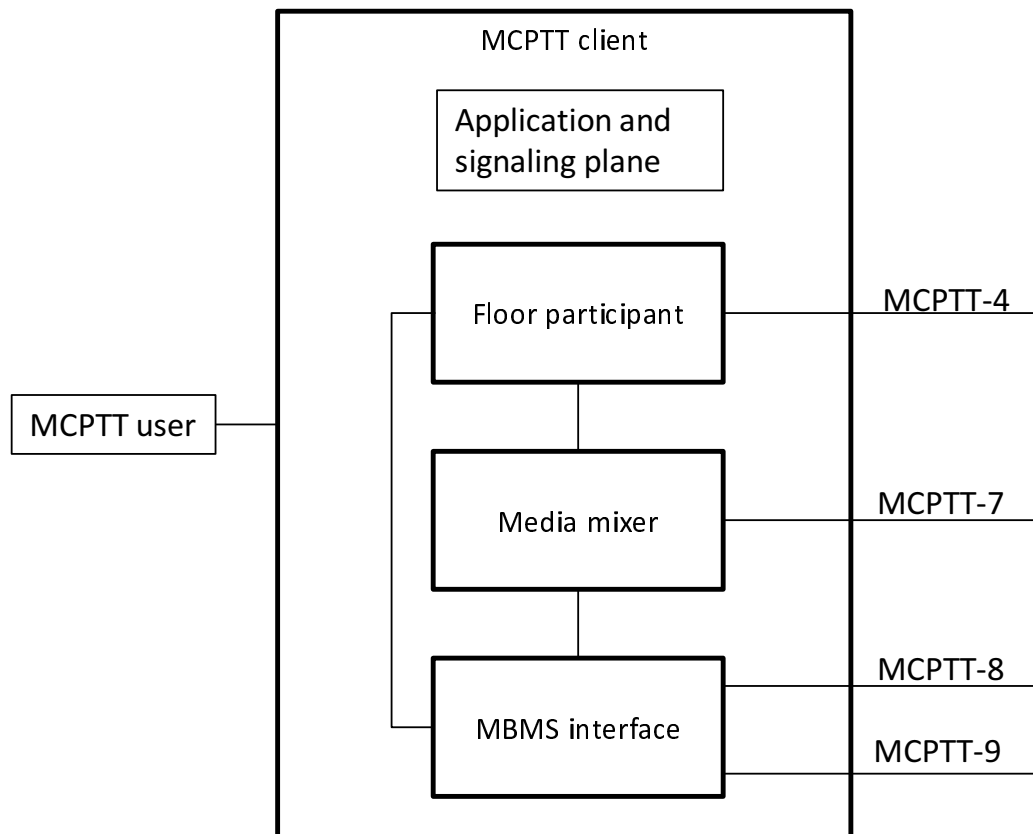 MCPTT client
Application and
signaling plane
Floor participant
MCPTT-4
MCPTT user
Media mixer
MCPTT-7
MBMS interface
MCPTT-8
MCPTT-9